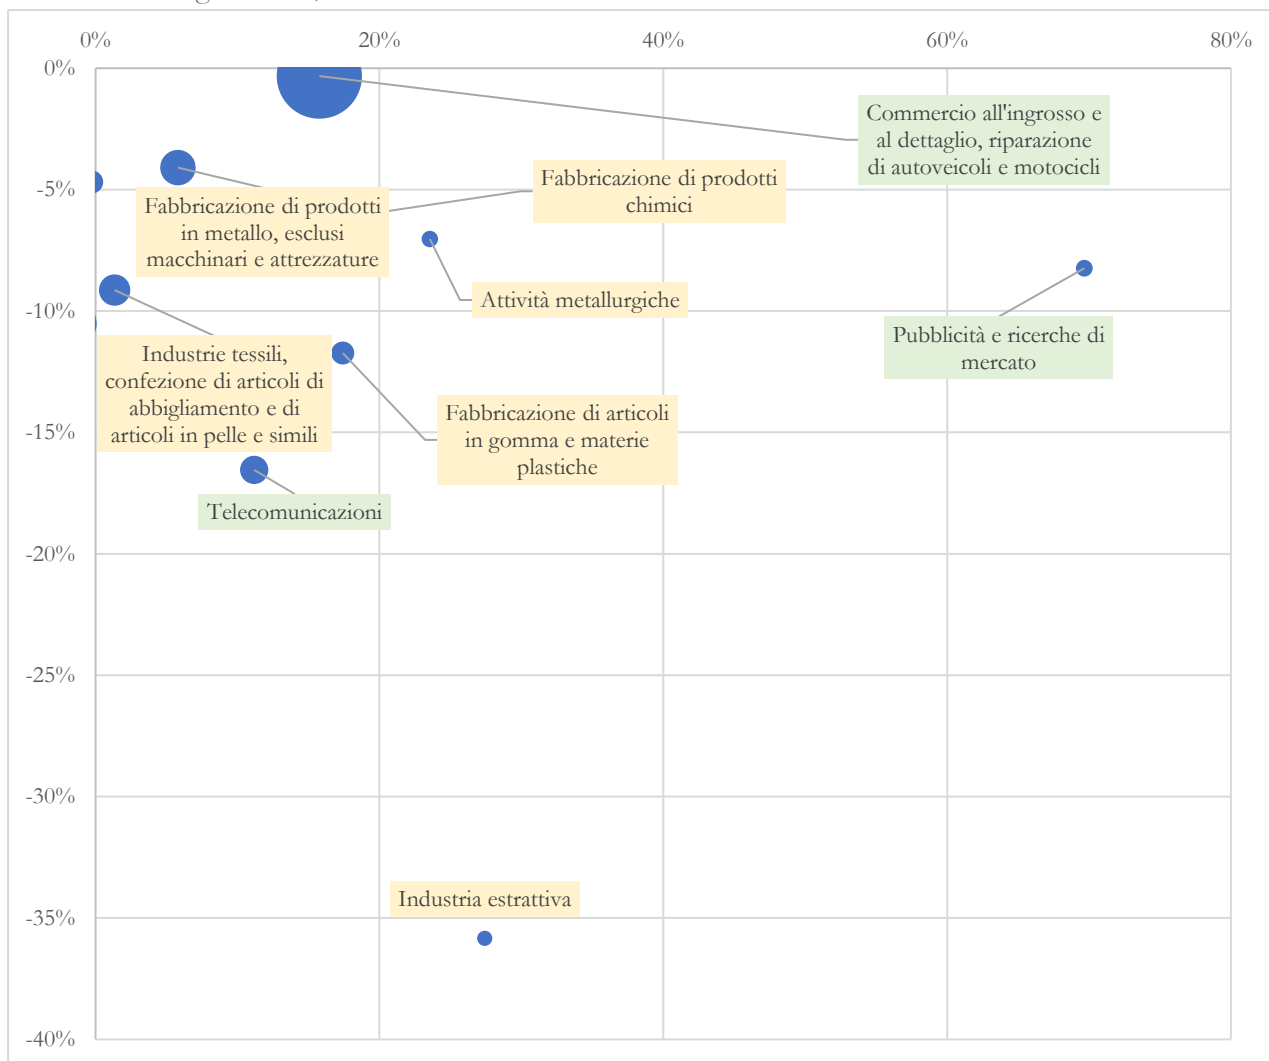 0%
20%
40%
60%
80%
0%
-5%
-10%
-15%
-20%
-25%
-30%
-35%
-40%
Commercio all'ingrosso e
al dettaglio, riparazione
di autoveicoli e motocicli
Fabbricazione di prodotti
chimici
Fabbricazione di prodotti
in metallo, esclusi
macchinari e attrezzature
Attività metallurgiche
Pubblicità e ricerche di
mercato
Industrie tessili,
confezione di articoli di
abbigliamento e di
articoli in pelle e simili
Fabbricazione di articoli
in gomma e materie
plastiche
Telecomunicazioni
Industria estrattiva